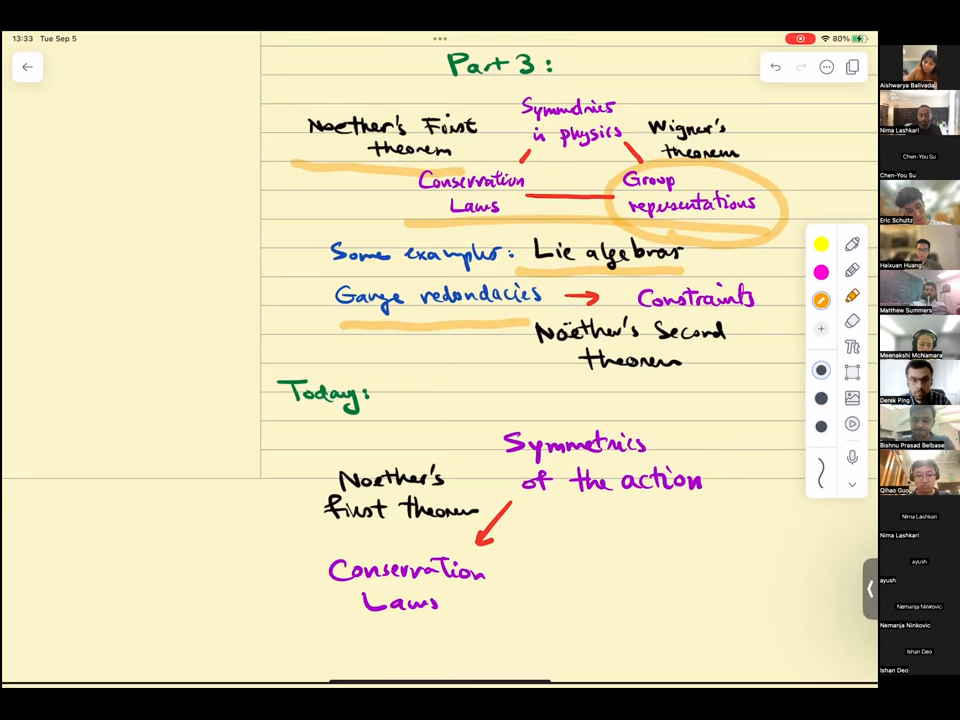 13:33 Tue Sep 5
80%
Part 3:
Symmetries
in physics
Noether's First
theorem
Wigner's
theorem
Conservation
Laws
Group
representations
Some examples: Lie algebras
Gauge redondacies → Constraints
Noëther's Second
theorem
Today:
Symmetries
of the action
Noether's
first theorem
Conservation
Laws
Tt
Aishwarya Balivada
Nima Lashkari
Chen-You Su
Chen-You Su
Eric Schultz
Haixuan Huang
Matthew Summers
Meenakshi McNamara
Derek Ping
Bishnu Prasad Belbase
Qihao Guo
Nima Lashkari
Nima Lashkari
ayush
ayush
Nemanja Ninkovic
Nemanja Ninkovic
Ishan Deo
Ishan Deo